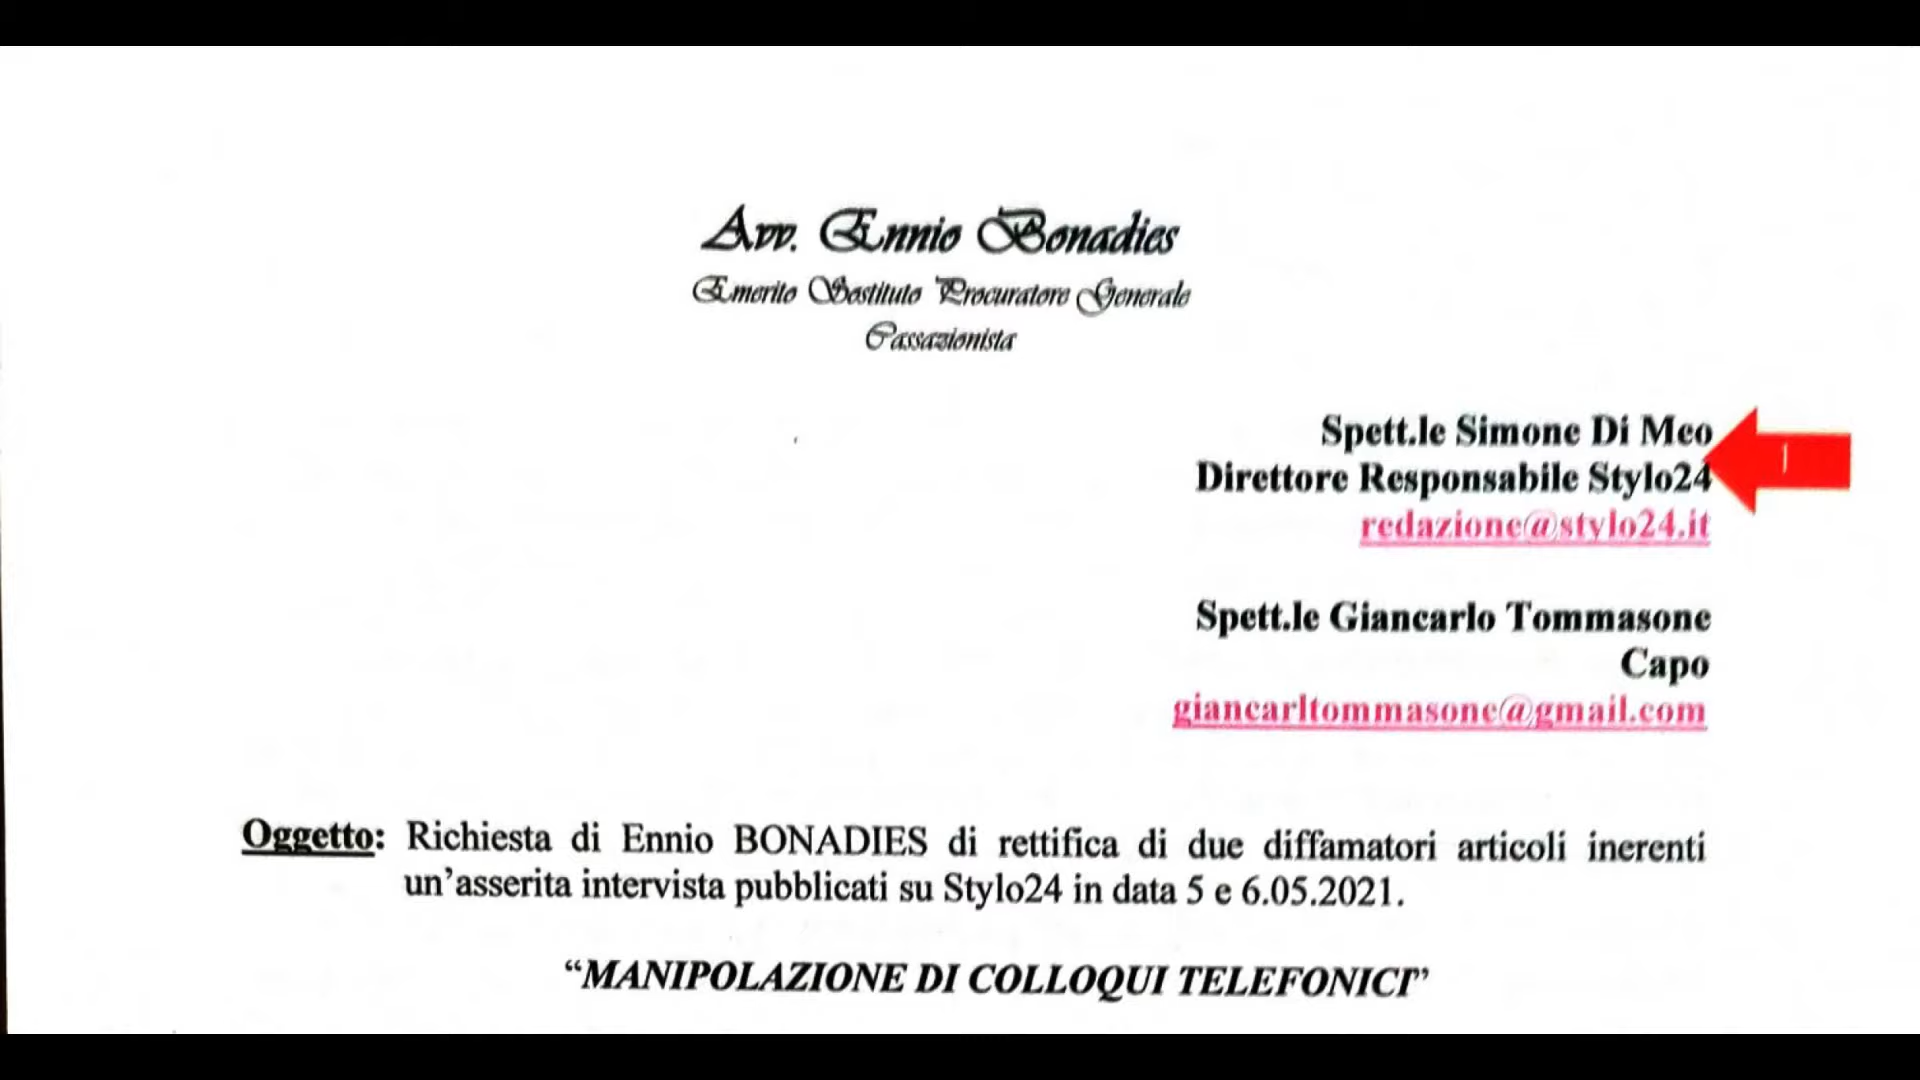 Avv. Ennio Bonadies
Emerito Sostituto Procuratore Generale
Cassazionista
Spett.le Simone Di Meo
Direttore Responsabile Stylo24
redazione@stylo24.it
Spett.le Giancarlo Tommasone
Capo
giancarltommasone@gmail.com
Oggetto: Richiesta di Ennio BONADIES di rettifica di due diffamatori articoli inerenti
un’asserita intervista pubblicati su Stylo24 in data 5 e 6.05.2021.
“MANIPOLAZIONE DI COLLOQUI TELEFONICI”